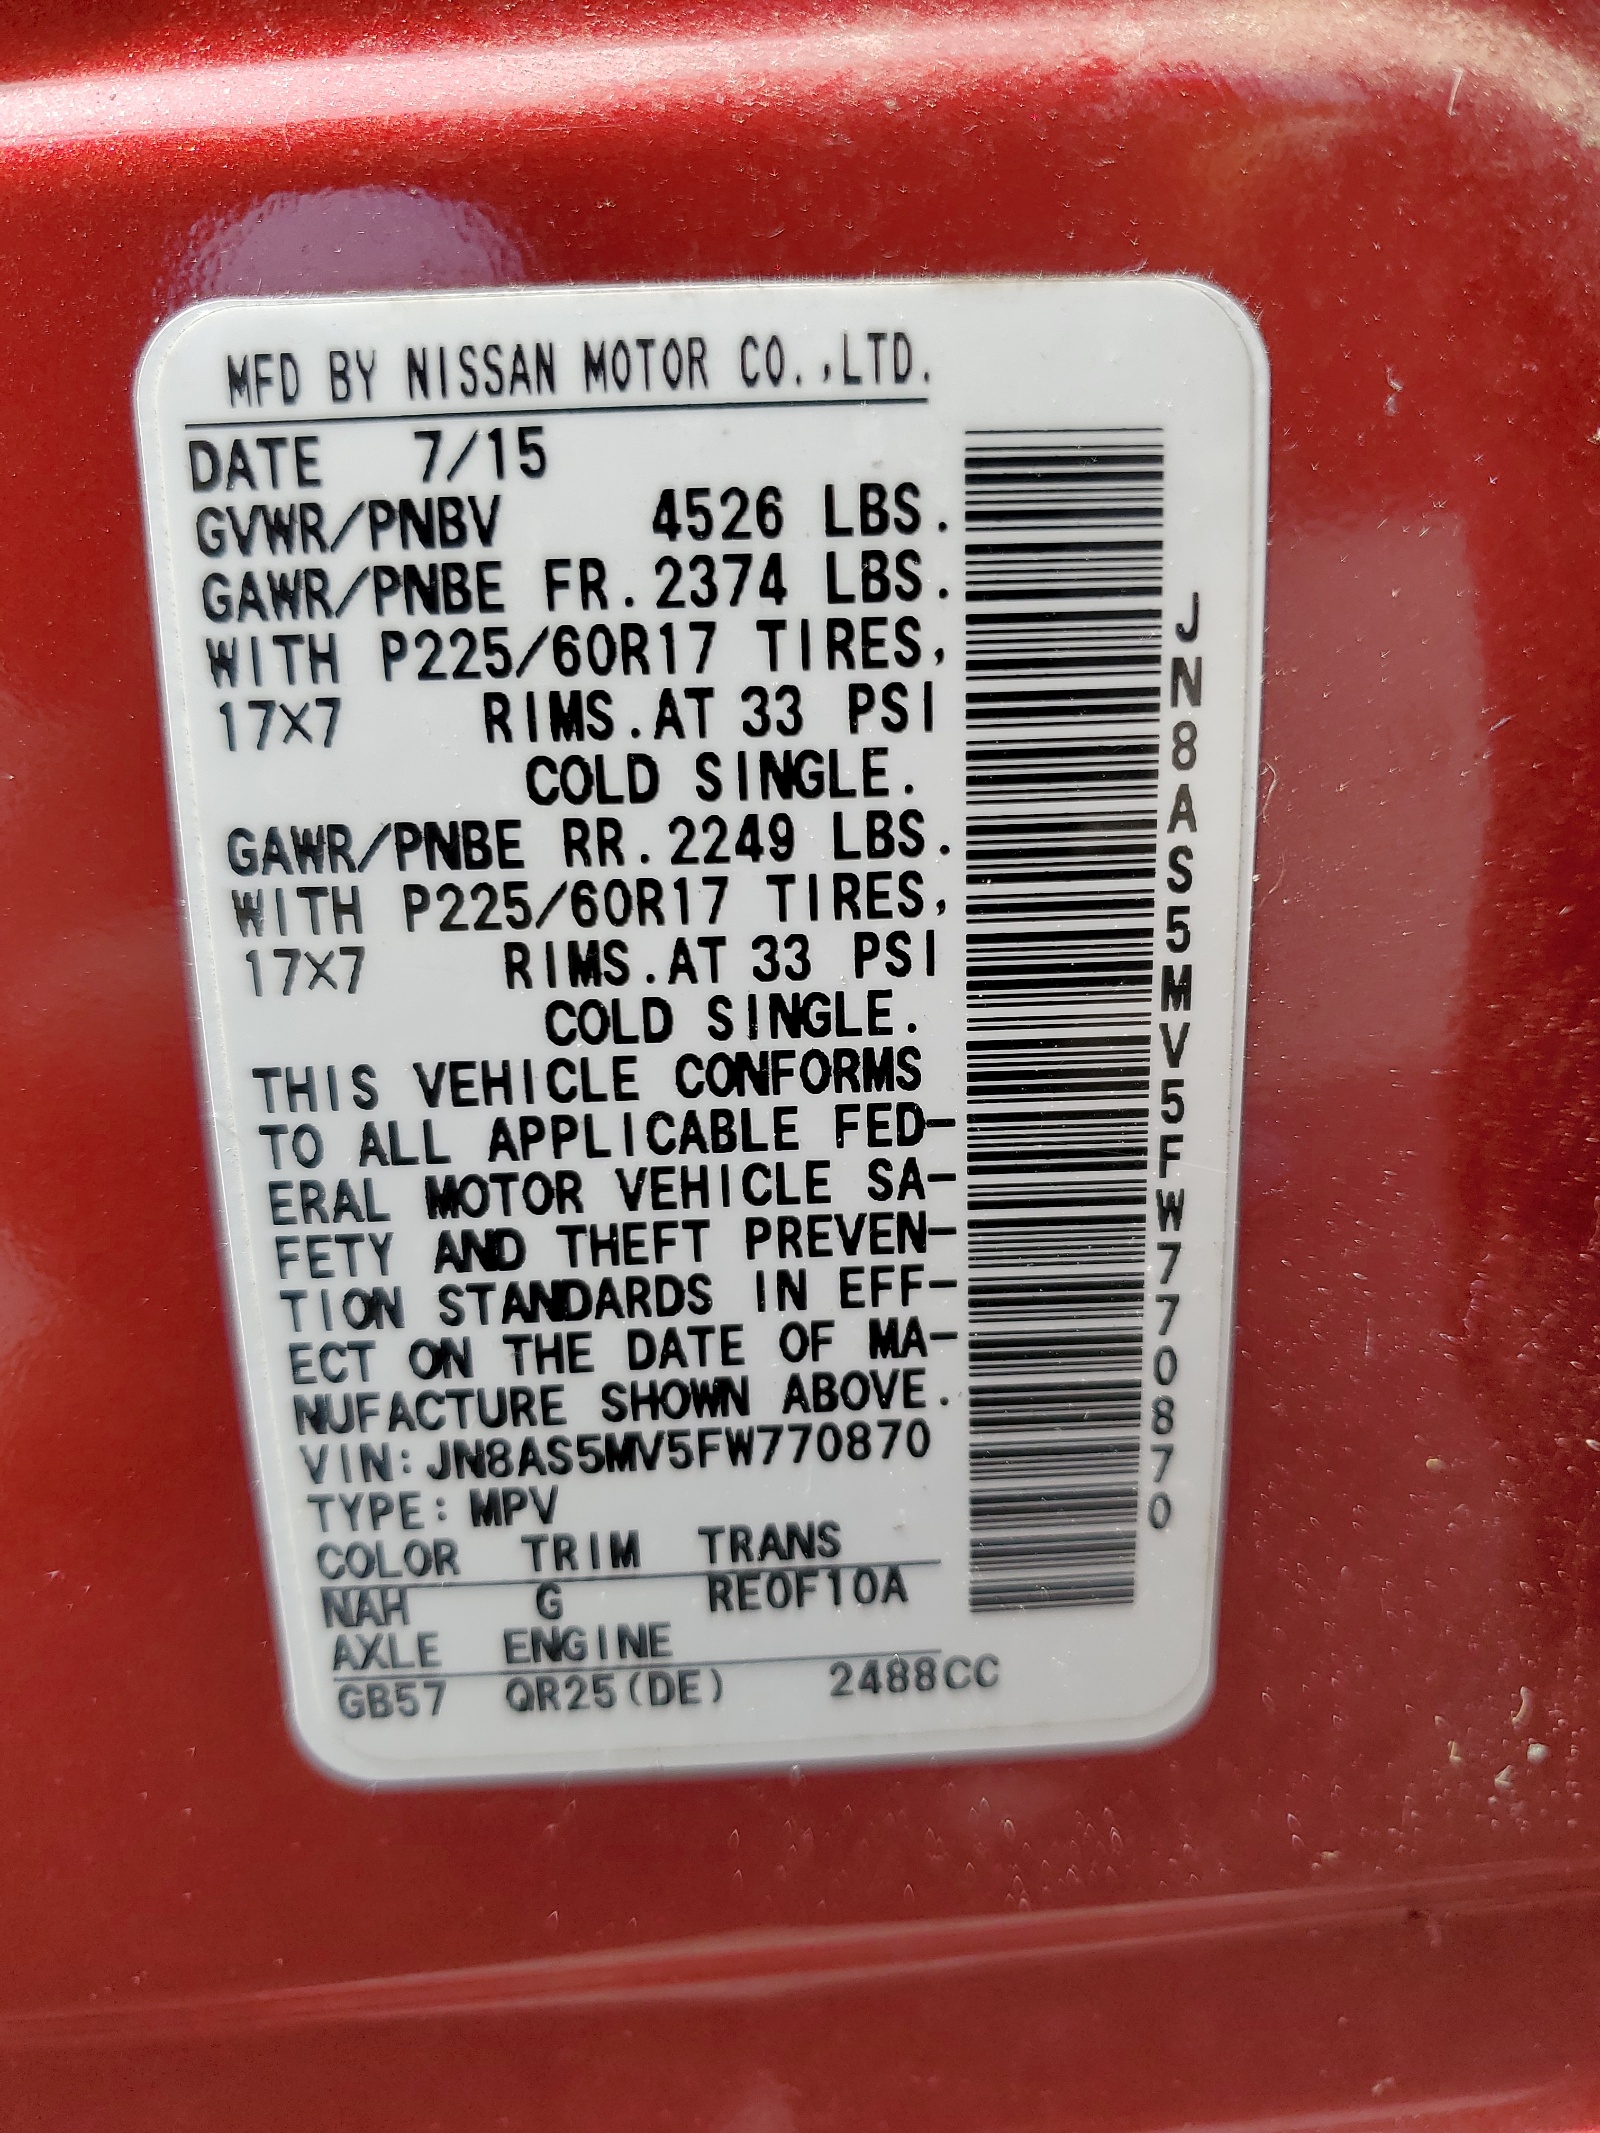 MFD BY NISSAN MOTOR CO.,LTD.
DATE 7/15
GVWR/PNBV 4526 LBS.
GAWR/PNBE FR.2374 LBS.
WITH P225/60R17 TIRES,
17×7 RIMS.AT 33 PSI
COLD SINGLE.
GAWR/PNBE RR.2249 LBS.
WITH P225/60R17 TIRES,
17×7 RIMS.AT 33 PSI
COLD SINGLE.
THIS VEHICLE CONFORMS
TO ALL APPLICABLE FED-
ERAL MOTOR VEHICLE SA-
FETY AND THEFT PREVEN-
TION STANDARDS IN EFF-
ECT ON THE DATE OF MA-
NUFACTURE SHOWN ABOVE.
VIN:JN8AS5MV5FW770870
TYPE:MPV
COLOR TRIM TRANS
NAH G RE0F10A
AXLE ENGINE
GB57 QR25(DE) 2488CC
JN8AS5MV5FW770870